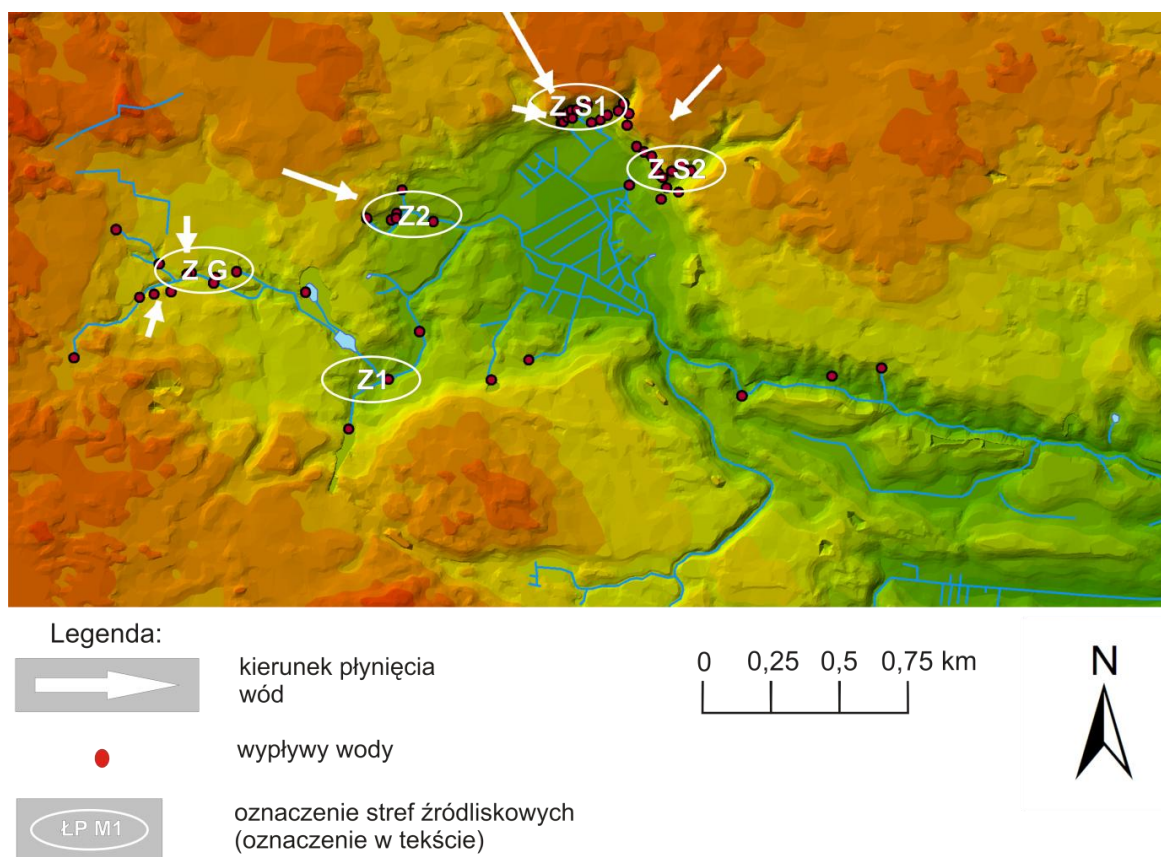 Z S1
Z S2
Z2
Z G
Z1
Legenda:
kierunek płynięcia
wód
wypływy wody
ŁP M1
oznaczenie stref źródliskowych
(oznaczenie w tekście)
0 0,25 0,5 0,75 km
N